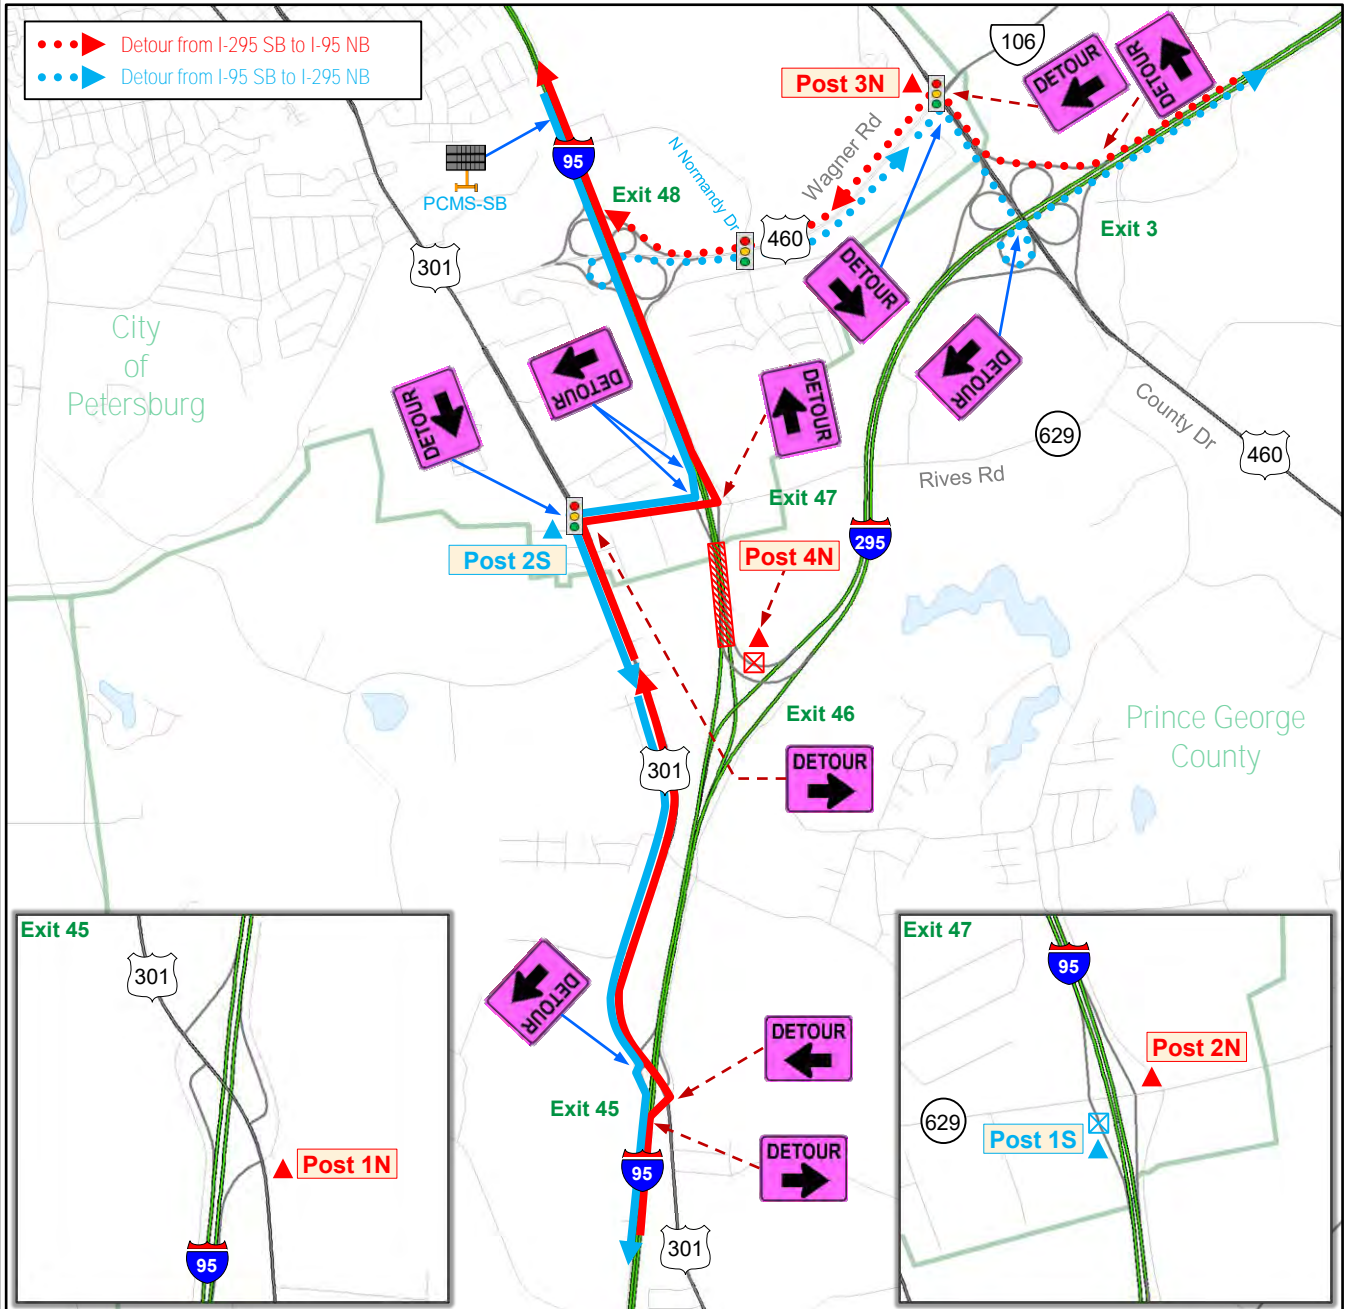 Detour from I-295 SB to I-95 NB
Detour from I-95 SB to I-295 NB
106
DETOUR
DETOUR
Post 3N
95
PCMS-SB
Exit 48
N Normandy Dr
Wagner Rd
460
Exit 3
301
DETOUR
DETOUR
City
of
Petersburg
DETOUR
DETOUR
DETOUR
County Dr
629
460
Rives Rd
Exit 47
295
Post 2S
Post 4N
Exit 46
Prince George
County
301
DETOUR
Exit 45
301
95
Post 1N
DETOUR
DETOUR
Exit 45
DETOUR
95
301
Exit 47
95
Post 2N
629
Post 1S